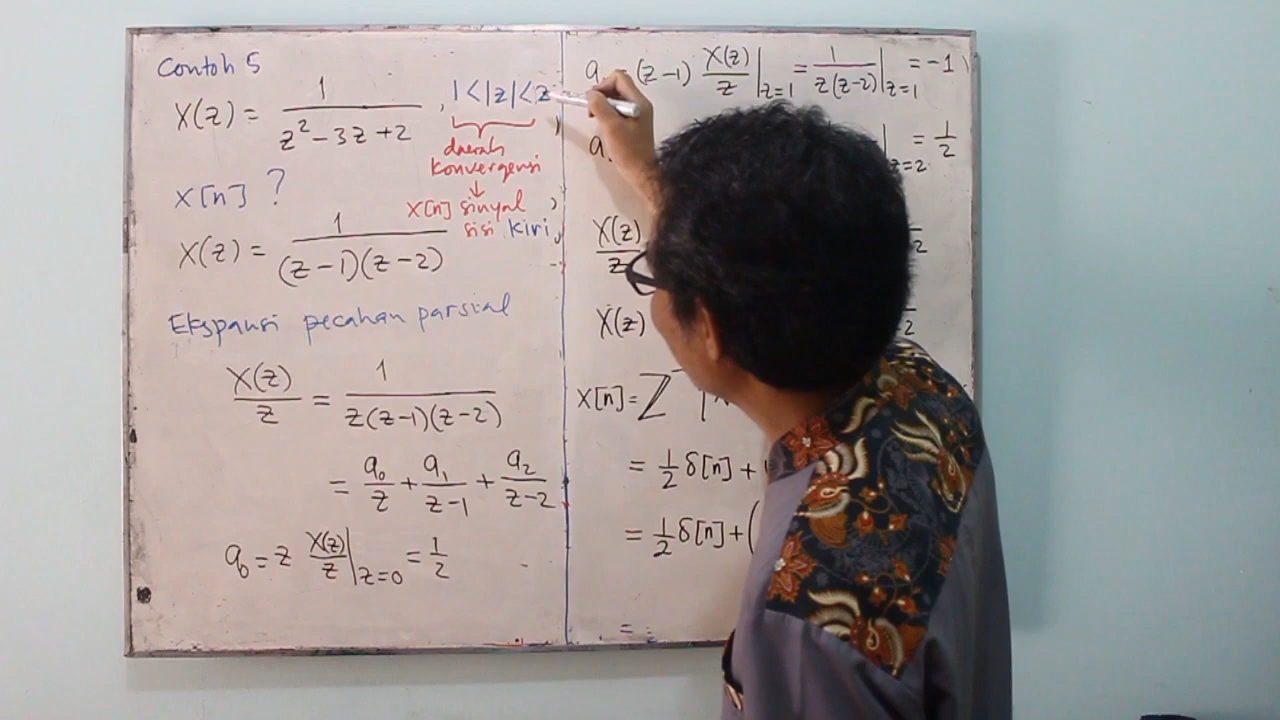 Contoh 5
X(z) = 1 / (z² − 3z + 2) , 1 < |z| < 2
daerah
konvergensi
↓
x[n] ?
x[n] sinyal
sisi kiri
X(z) = 1 / ((z−1)(z−2))
Ekspansi pecahan parsial
X(z)/z = 1 / (z(z−1)(z−2))
= a₀/z + a₁/(z−1) + a₂/(z−2)
a₀ = z X(z)/z |z=0 = 1/2
a = (z−1) X(z)/z |z=1 = 1/(z(z−2)) |z=1 = −1
a |z=2 = 1/2
X(z)/z
X(z)
x[n] = Z
= 1/2 δ[n] +
= 1/2 δ[n] + (